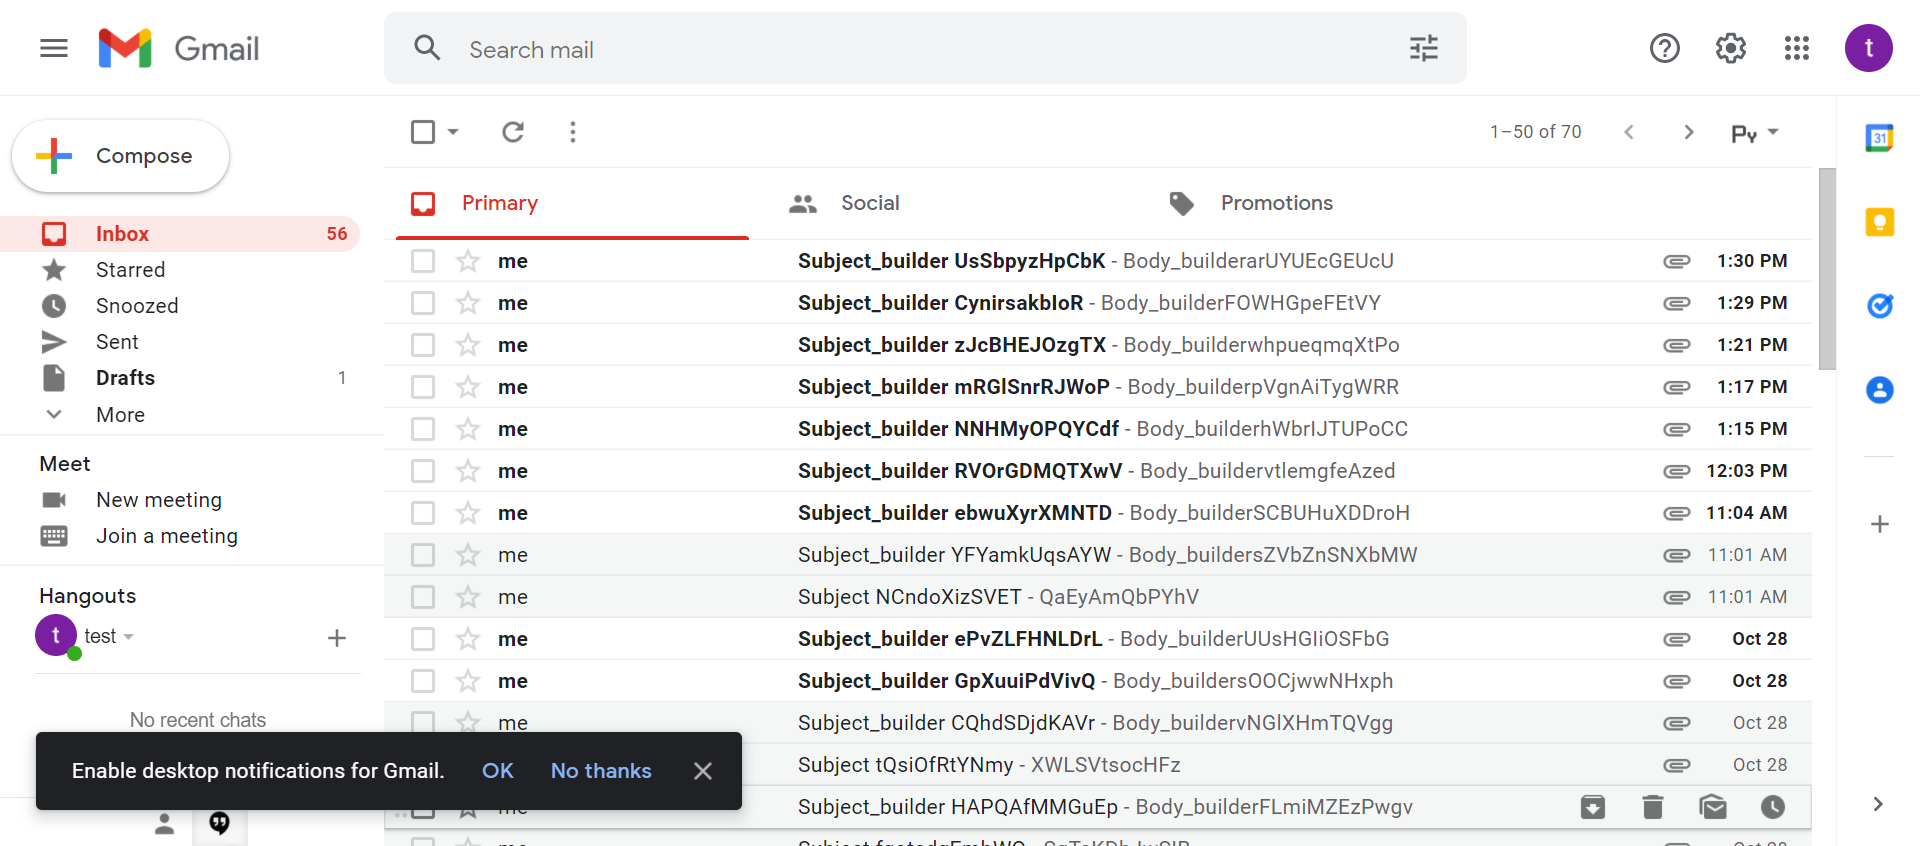 Gmail
Search mail
t
Compose
1–50 of 70
Py
31
Primary
Social
Promotions
Inbox 56
Starred
Snoozed
Sent
Drafts 1
More
Meet
New meeting
Join a meeting
Hangouts
t test
No recent chats
me Subject_builder UsSbpyzHpCbK - Body_builderarUYUEcGEUcU 1:30 PM
me Subject_builder CynirsakbIoR - Body_builderFOWHGpeFEtVY 1:29 PM
me Subject_builder zJcBHEJOzgTX - Body_builderwhpueqmqXtPo 1:21 PM
me Subject_builder mRGlSnrRJWoP - Body_builderpVgnAiTygWRR 1:17 PM
me Subject_builder NNHMyOPQYCdf - Body_builderhWbrIJTUPoCC 1:15 PM
me Subject_builder RVOrGDMQTXwV - Body_buildervtlemgfeAzed 12:03 PM
me Subject_builder ebwuXyrXMNTD - Body_builderSCBUHuXDDroH 11:04 AM
me Subject_builder YFYamkUqsAYW - Body_buildersZVbZnSNXbMW 11:01 AM
me Subject NCndoXizSVET - QaEyAmQbPYhV 11:01 AM
me Subject_builder ePvZLFHNLDrL - Body_builderUUsHGIiOSFbG Oct 28
me Subject_builder GpXuuiPdVivQ - Body_buildersOOCjwwNHxph Oct 28
me Subject_builder CQhdSDjdKAVr - Body_buildervNGlXHmTQVgg Oct 28
Subject tQsiOfRtYNmy - XWLSVtsocHFz Oct 28
me Subject_builder HAPQAfMMGuEp - Body_builderFLmiMZEzPwgv
Enable desktop notifications for Gmail. OK No thanks